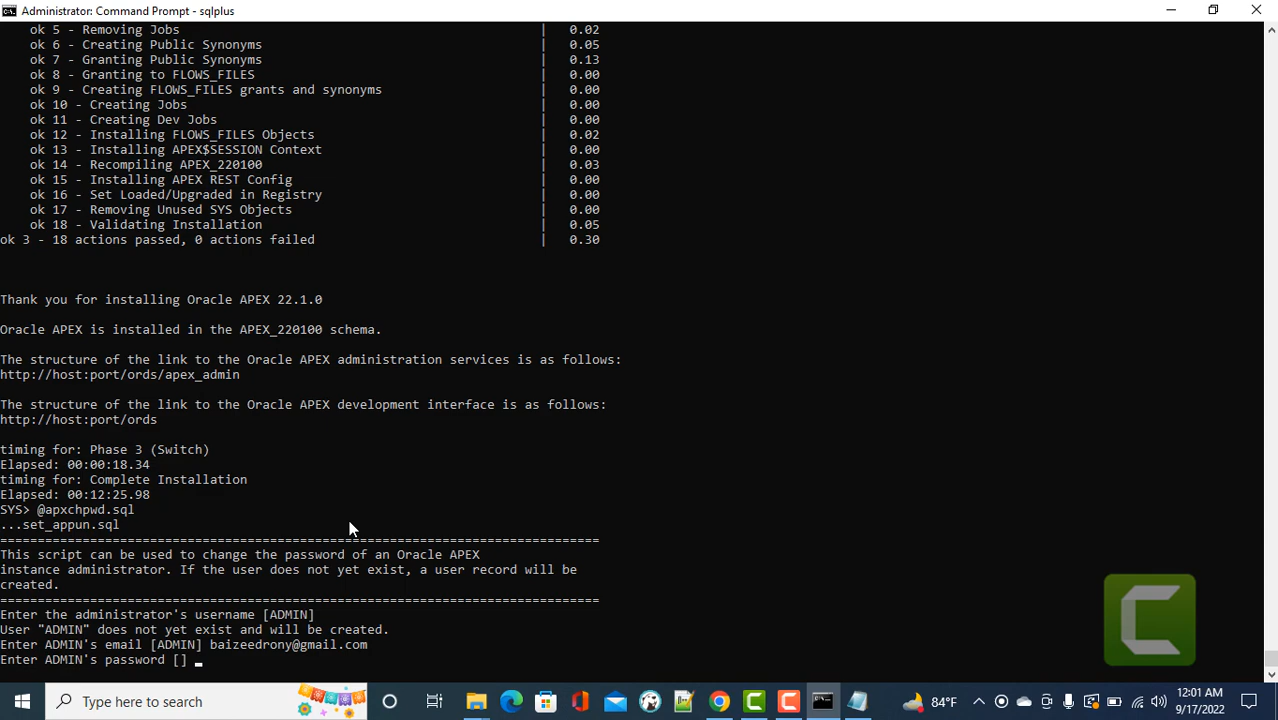 Administrator: Command Prompt - sqlplus
ok 5 - Removing Jobs | 0.02
ok 6 - Creating Public Synonyms | 0.05
ok 7 - Granting Public Synonyms | 0.13
ok 8 - Granting to FLOWS_FILES | 0.00
ok 9 - Creating FLOWS_FILES grants and synonyms | 0.00
ok 10 - Creating Jobs | 0.00
ok 11 - Creating Dev Jobs | 0.00
ok 12 - Installing FLOWS_FILES Objects | 0.02
ok 13 - Installing APEX$SESSION Context | 0.00
ok 14 - Recompiling APEX_220100 | 0.03
ok 15 - Installing APEX REST Config | 0.00
ok 16 - Set Loaded/Upgraded in Registry | 0.00
ok 17 - Removing Unused SYS Objects | 0.00
ok 18 - Validating Installation | 0.05
ok 3 - 18 actions passed, 0 actions failed | 0.30
Thank you for installing Oracle APEX 22.1.0
Oracle APEX is installed in the APEX_220100 schema.
The structure of the link to the Oracle APEX administration services is as follows:
http://host:port/ords/apex_admin
The structure of the link to the Oracle APEX development interface is as follows:
http://host:port/ords
timing for: Phase 3 (Switch)
Elapsed: 00:00:18.34
timing for: Complete Installation
Elapsed: 00:12:25.98
SYS> @apxchpwd.sql
...set_appun.sql
================================================================================
This script can be used to change the password of an Oracle APEX
instance administrator. If the user does not yet exist, a user record will be
created.
================================================================================
Enter the administrator's username [ADMIN]
User "ADMIN" does not yet exist and will be created.
Enter ADMIN's email [ADMIN] baizeedrony@gmail.com
Enter ADMIN's password [] _
Type here to search
84°F
12:01 AM
9/17/2022